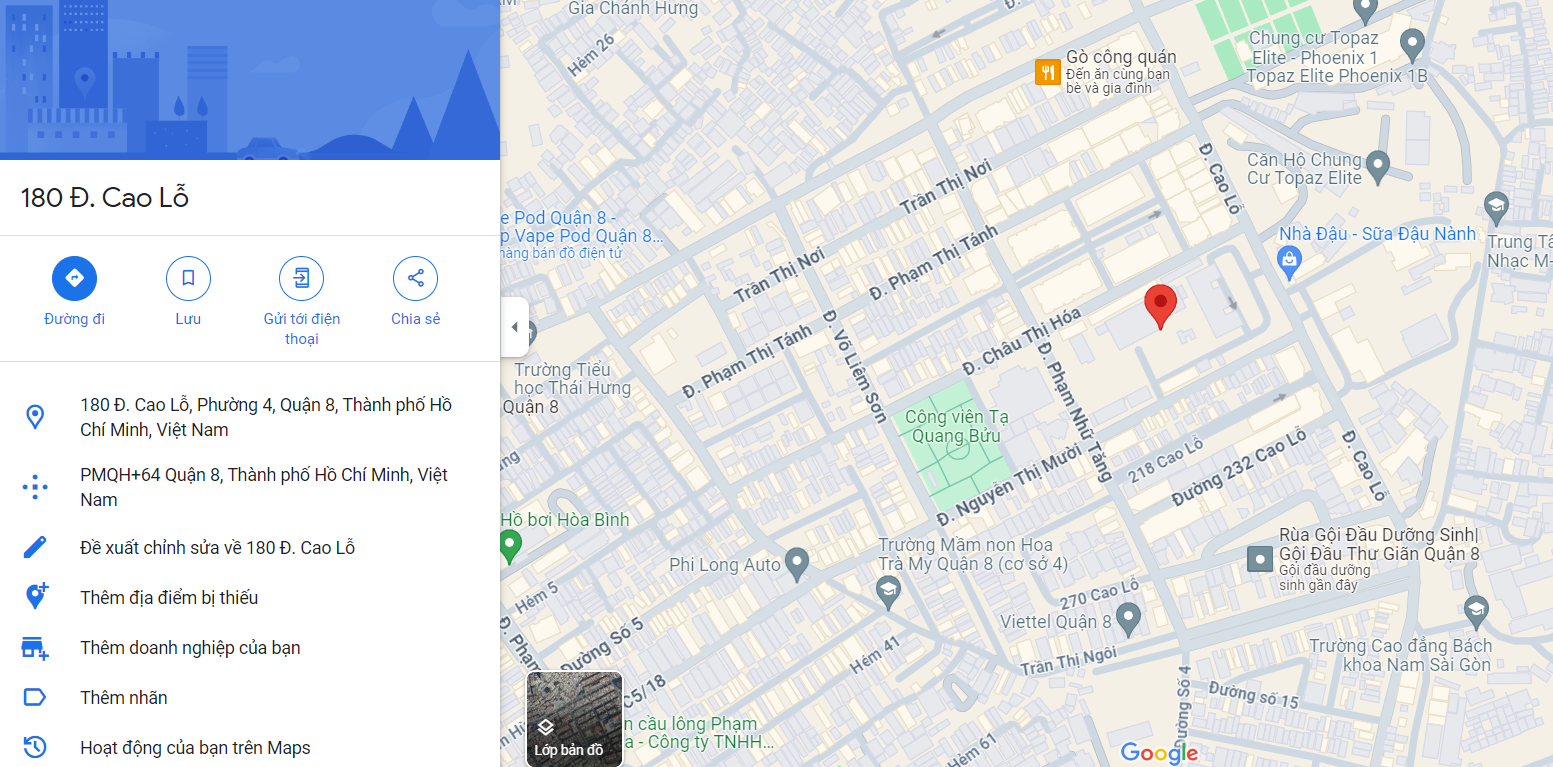 180 Đ. Cao Lỗ
Đường đi
Lưu
Gửi tới điện
thoại
Chia sẻ
180 Đ. Cao Lỗ, Phường 4, Quận 8, Thành phố Hồ
Chí Minh, Việt Nam
PMQH+64 Quận 8, Thành phố Hồ Chí Minh, Việt
Nam
Đề xuất chỉnh sửa về 180 Đ. Cao Lỗ
Thêm địa điểm bị thiếu
Thêm doanh nghiệp của bạn
Thêm nhãn
Hoạt động của bạn trên Maps
Gia Chánh Hưng
Hẻm 26
Gò công quán
Đến ăn cùng bạn
bè và gia đình
Chung cư Topaz
Elite - Phoenix 1
Topaz Elite Phoenix 1B
Đ. Cao Lỗ
Căn Hộ Chung
Cư Topaz Elite
Trần Thị Nơi
e Pod Quận 8 -
p Vape Pod Quận 8...
hàng bán đồ điện tử
Nhà Đậu - Sữa Đậu Nành
Trung Tâ
Nhạc M-
Đ. Phạm Thị Tánh
Trần Thị Nơi
Đ. Võ Liêm Sơn
Đ. Châu Thị Hóa
Đ. Phạm Thị Tánh
Đ. Phạm Nhữ Tăng
Trường Tiểu
học Thái Hưng
Quận 8
Công viên Tạ
Quang Bửu
218 Cao Lỗ
Đường 232 Cao Lỗ
Đ. Cao Lỗ
Đ. Nguyễn Thị Mười
Hồ bơi Hòa Bình
Phi Long Auto
Trường Mầm non Hoa
Trà My Quận 8 (cơ sở 4)
Rùa Gội Đầu Dưỡng Sinh|
Gội Đầu Thư Giãn Quận 8
Gội đầu dưỡng
sinh gần đây
Hẻm 5
270 Cao Lỗ
Viettel Quận 8
Đường Số 5
Đ. Phạm
Hẻm 41
Trần Thị Ngôi
Trường Cao đẳng Bách
khoa Nam Sài Gòn
C5/18
Đường số 15
Đường Số 4
n cầu lông Phạm
a - Công ty TNHH...
Hẻm 61
Lớp bản đồ
Google